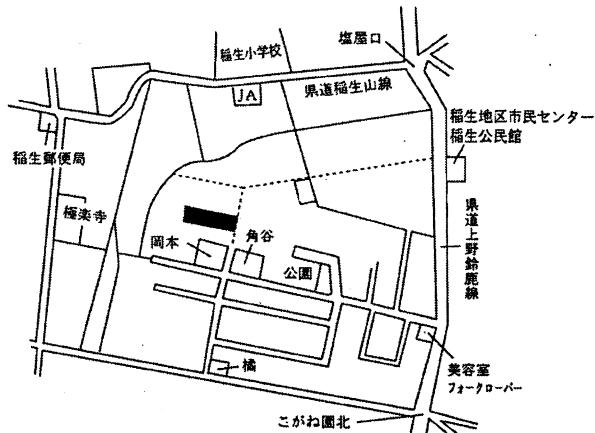 塩屋口
稲生小学校
JA
県道稲生山線
稲生地区市民センター
稲生公民館
稲生郵便局
極楽寺
県道上野鈴鹿線
岡本
角谷
公園
橘
美容室
フォークローバー
こがね園北